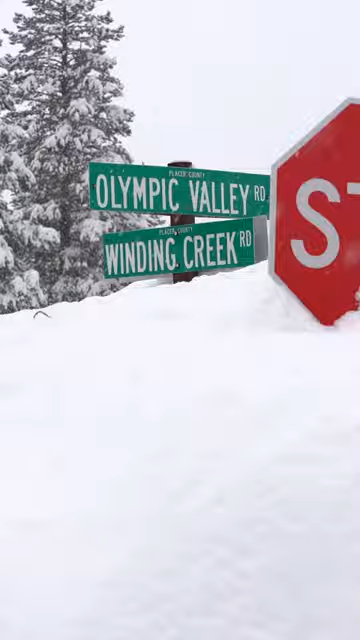 PLACER COUNTY
OLYMPIC VALLEY RD
PLACER COUNTY
WINDING CREEK RD
ST